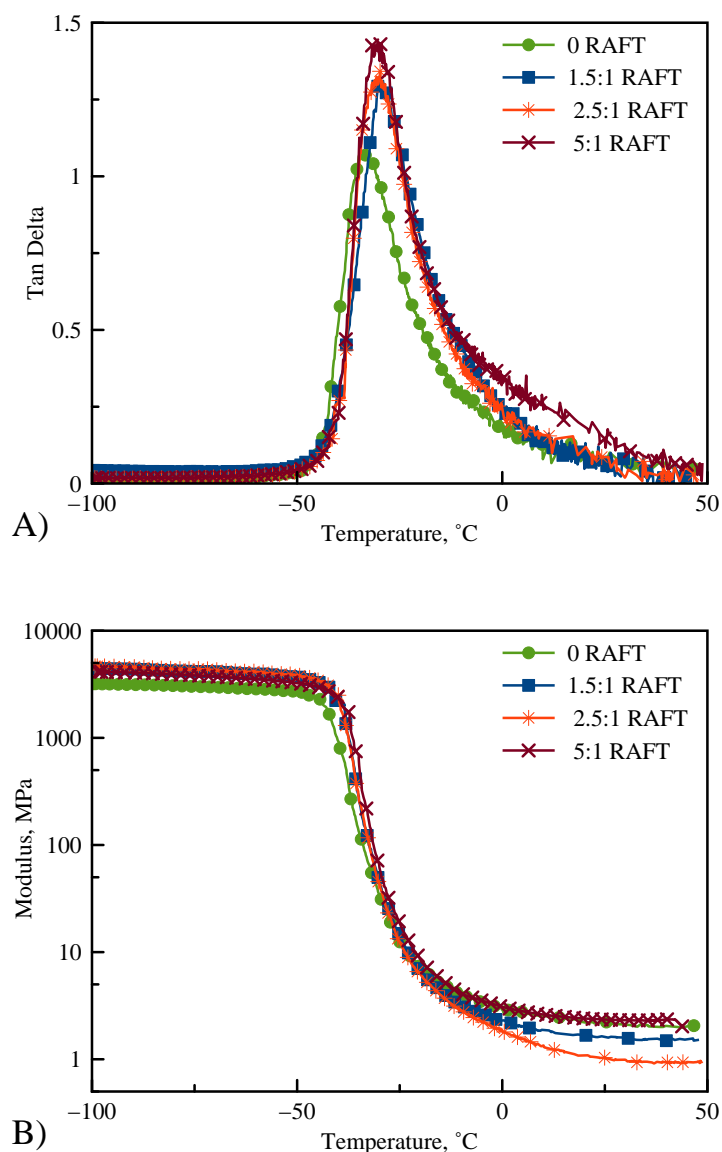 1.5
1
0.5
0
Tan Delta
0 RAFT
1.5:1 RAFT
2.5:1 RAFT
5:1 RAFT
−100
−50
0
50
Temperature, ˚C
A)
10000
1000
100
10
1
Modulus, MPa
0 RAFT
1.5:1 RAFT
2.5:1 RAFT
5:1 RAFT
−100
−50
0
50
Temperature, ˚C
B)